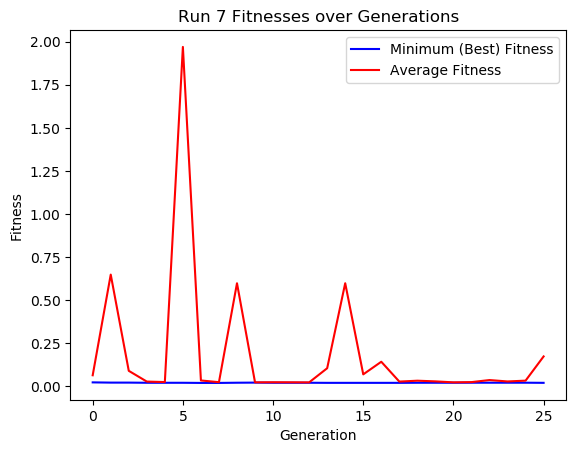 Run 7 Fitnesses over Generations
Minimum (Best) Fitness
Average Fitness
2.00
1.75
1.50
1.25
1.00
0.75
0.50
0.25
0.00
Fitness
0 5 10 15 20 25
Generation